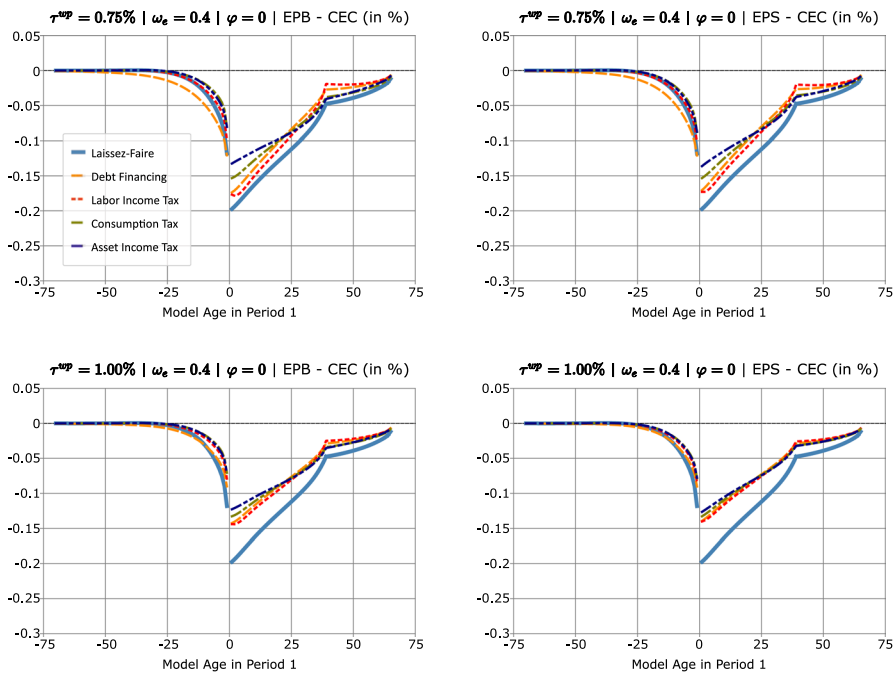 τ^wp = 0.75% | ω_e = 0.4 | φ = 0 | EPB - CEC (in %)
0.05
0
-0.05
-0.1
-0.15
-0.2
-0.25
-0.3
Laissez-Faire
Debt Financing
Labor Income Tax
Consumption Tax
Asset Income Tax
-75 -50 -25 0 25 50 75
Model Age in Period 1
τ^wp = 0.75% | ω_e = 0.4 | φ = 0 | EPS - CEC (in %)
0.05
0
-0.05
-0.1
-0.15
-0.2
-0.25
-0.3
-75 -50 -25 0 25 50 75
Model Age in Period 1
τ^wp = 1.00% | ω_e = 0.4 | φ = 0 | EPB - CEC (in %)
0.05
0
-0.05
-0.1
-0.15
-0.2
-0.25
-0.3
-75 -50 -25 0 25 50 75
Model Age in Period 1
τ^wp = 1.00% | ω_e = 0.4 | φ = 0 | EPS - CEC (in %)
0.05
0
-0.05
-0.1
-0.15
-0.2
-0.25
-0.3
-75 -50 -25 0 25 50 75
Model Age in Period 1